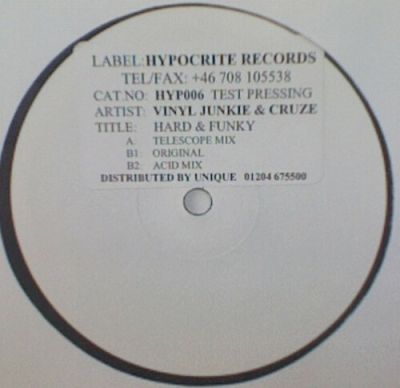 LABEL:HYPOCRITE RECORDS
TEL/FAX: +46 708 105538
CAT.NO: HYP006 TEST PRESSING
ARTIST: VINYL JUNKIE & CRUZE
TITLE: HARD & FUNKY
A: TELESCOPE MIX
B1: ORIGINAL
B2: ACID MIX
DISTRIBUTED BY UNIQUE 01204 675500